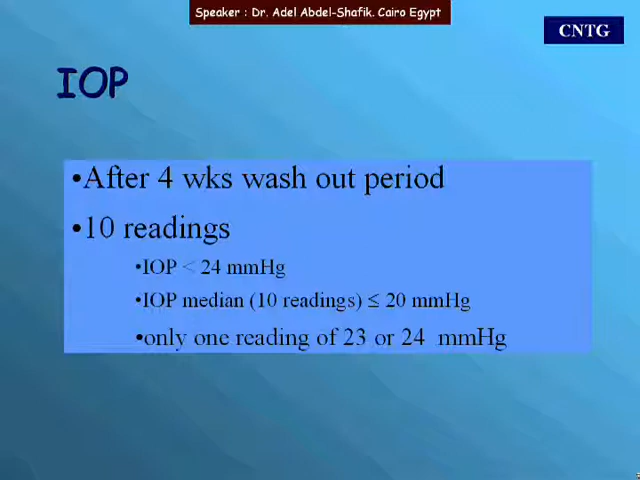 Speaker : Dr. Adel Abdel-Shafik. Cairo Egypt
CNTG
IOP
•After 4 wks wash out period
•10 readings
•IOP < 24 mmHg
•IOP median (10 readings) ≤ 20 mmHg
•only one reading of 23 or 24 mmHg